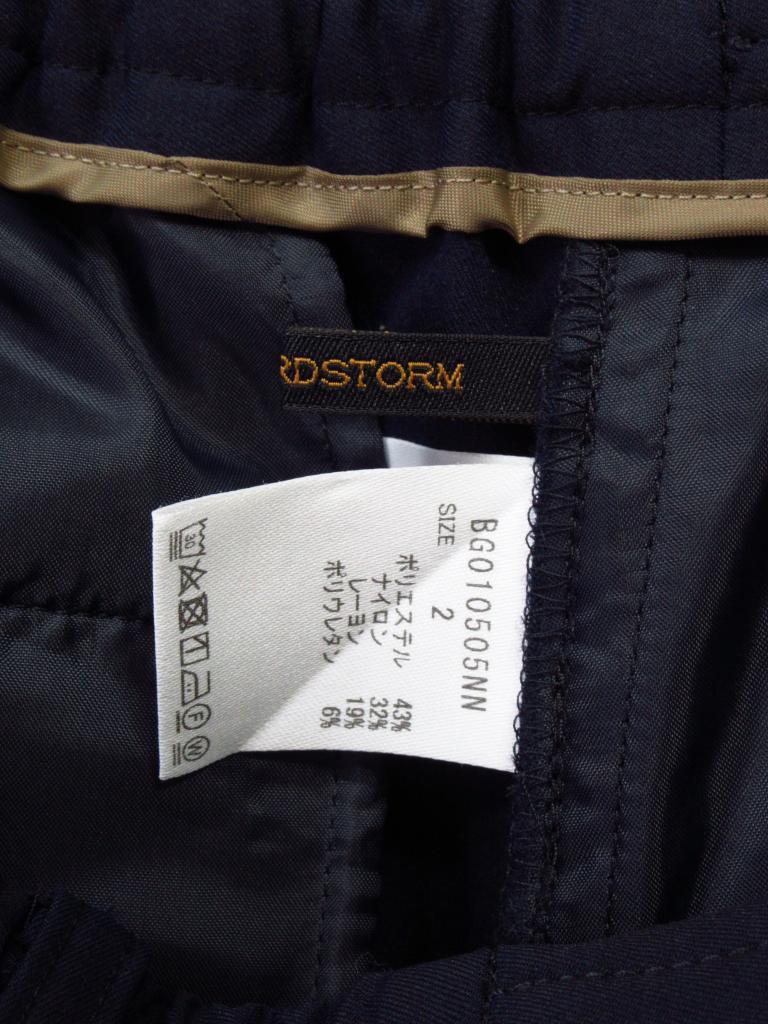 RDSTORM
BG010505NN
SIZE 2
ポリエステル 43%
ナイロン 32%
レーヨン 19%
ポリウレタン 6%
30
F
W